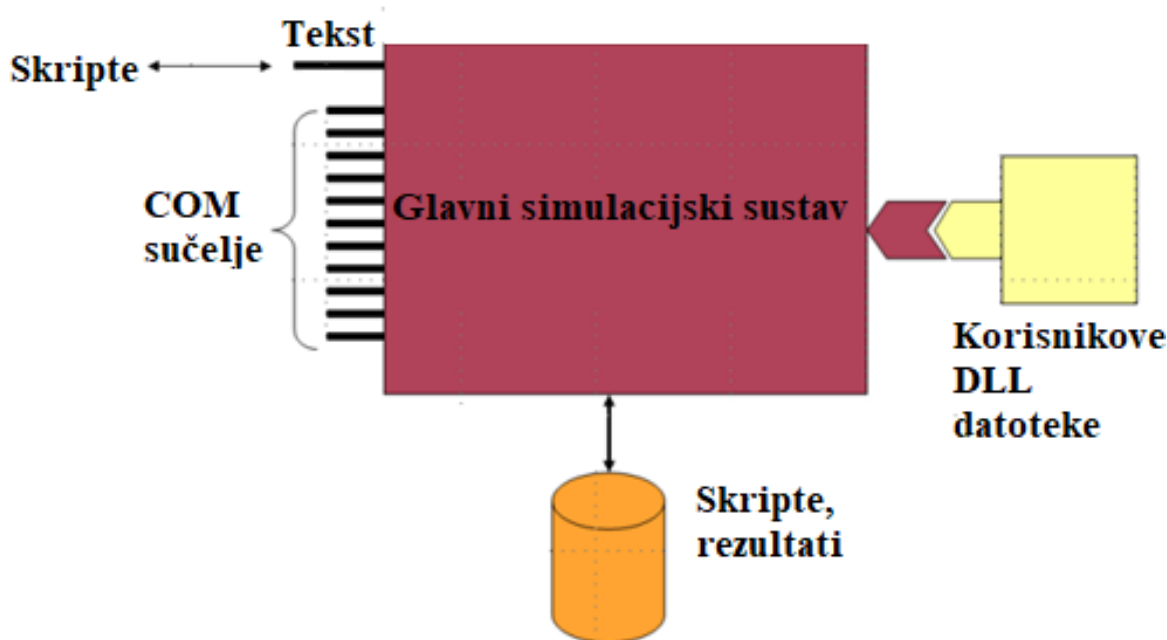 Tekst
Skripte
COM
sučelje
Glavni simulacijski sustav
Korisnikove
DLL
datoteke
Skripte,
rezultati